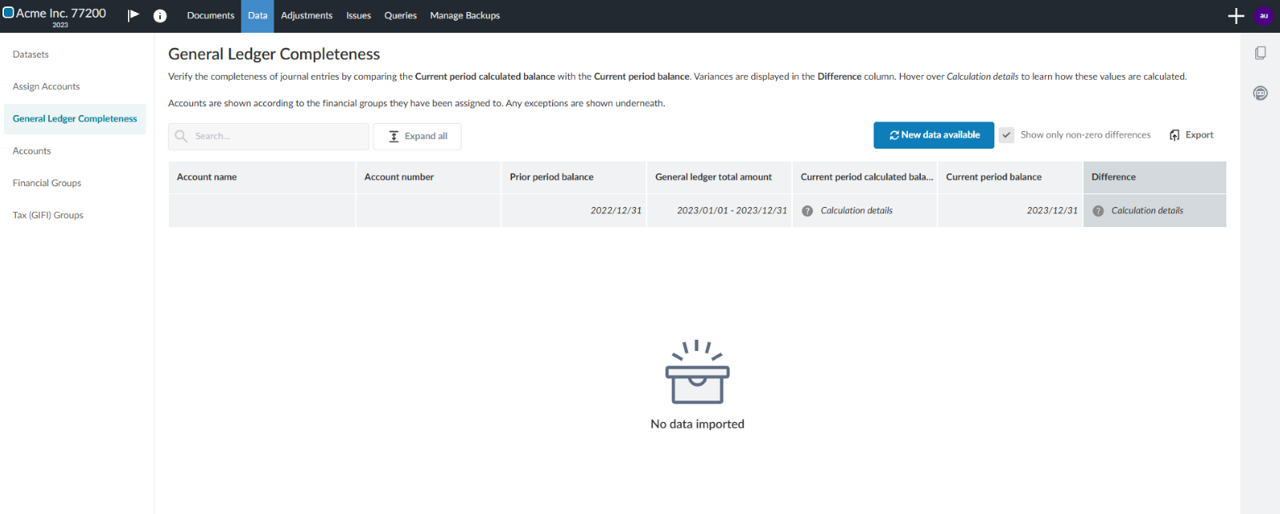 Acme Inc. 77200
2023
Documents Data Adjustments Issues Queries Manage Backups
au
Datasets
Assign Accounts
General Ledger Completeness
Accounts
Financial Groups
Tax (GIFI) Groups
General Ledger Completeness
Verify the completeness of journal entries by comparing the Current period calculated balance with the Current period balance. Variances are displayed in the Difference column. Hover over Calculation details to learn how these values are calculated.
Accounts are shown according to the financial groups they have been assigned to. Any exceptions are shown underneath.
Search... Expand all New data available Show only non-zero differences Export
Account name Account number Prior period balance General ledger total amount Current period calculated bala... Current period balance Difference
2022/12/31 2023/01/01 - 2023/12/31 ? Calculation details 2023/12/31 ? Calculation details
No data imported